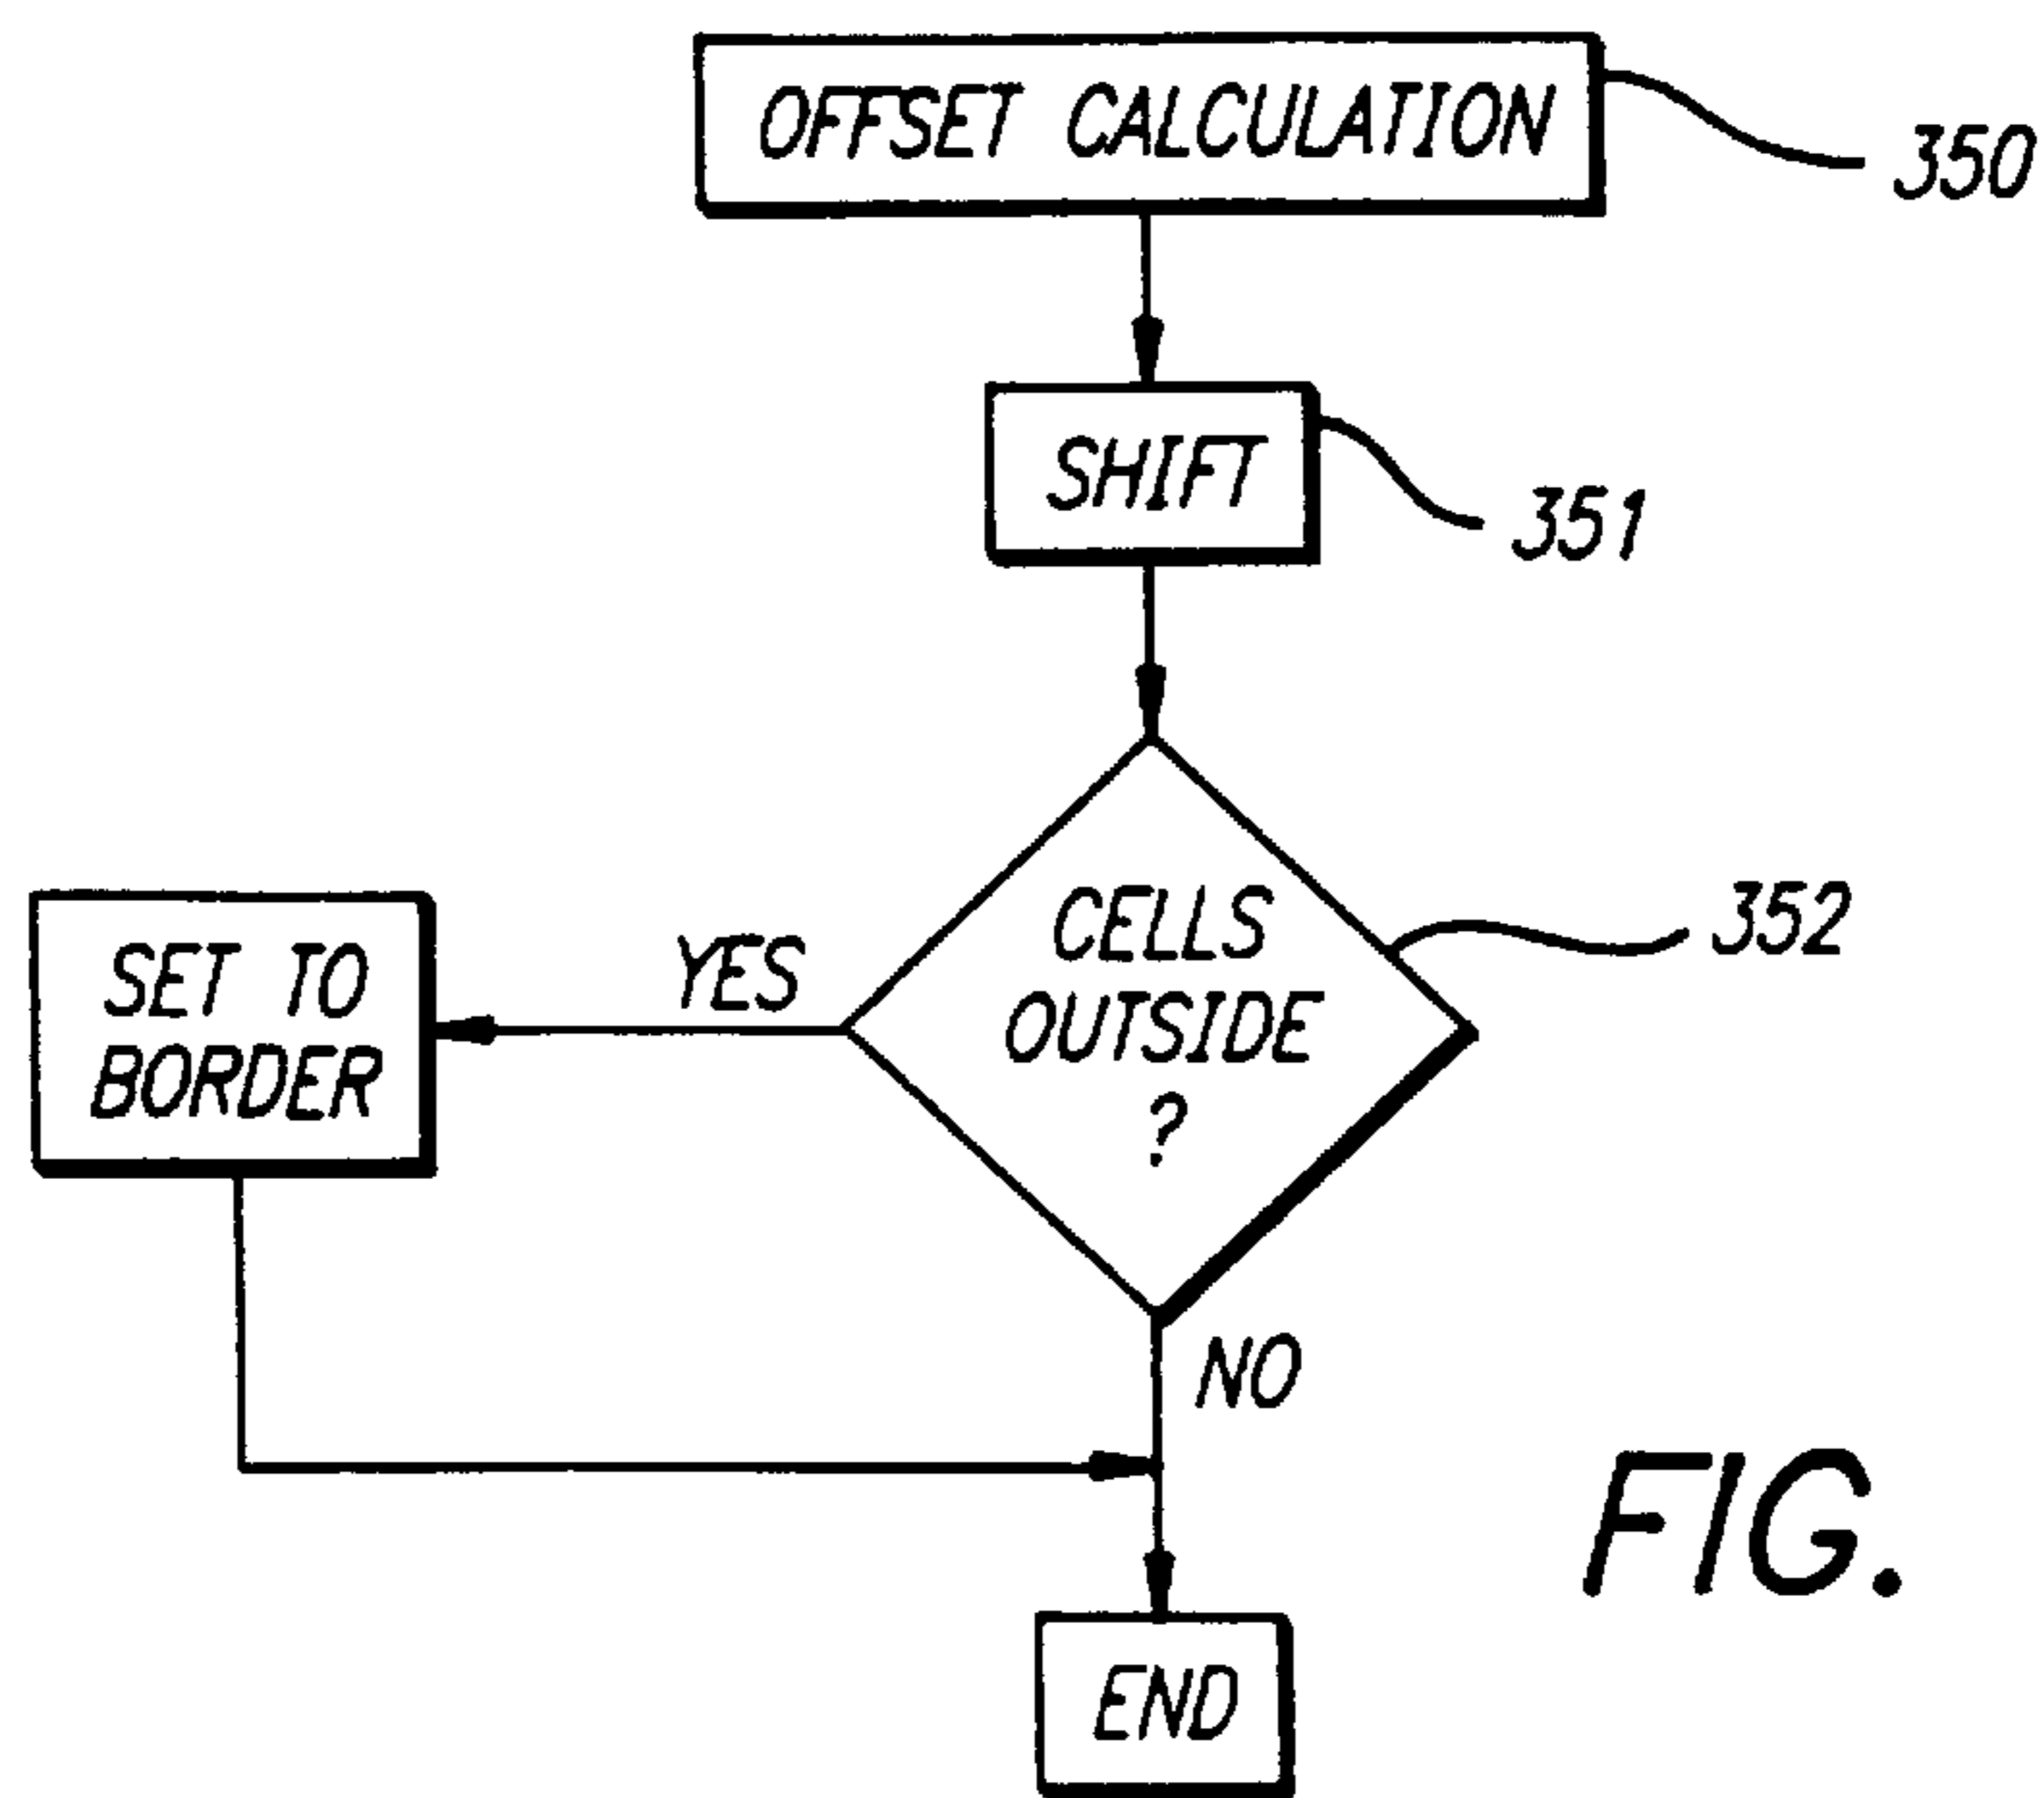 OFFSET CALCULATION
350
SHIFT
351
CELLS
OUTSIDE
?
352
YES
SET TO
BORDER
NO
FIG.
END